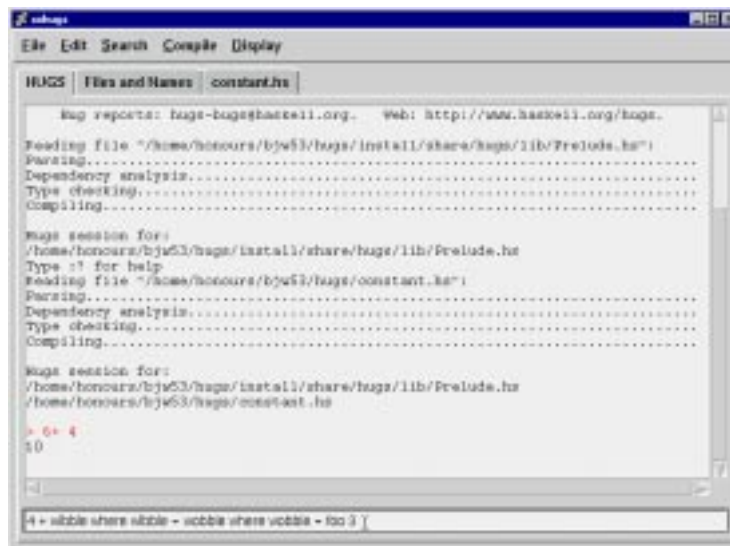 File Edit Search Compile Display
HUGS Files and Names constant.hs
Bug reports: hugs-bugs@haskell.org. Web: http://www.haskell.org/hugs.
Reading file "/home/honours/bjw53/hugs/install/share/hugs/lib/Prelude.hs":
Parsing......................................................................
Dependency analysis..........................................................
Type checking................................................................
Compiling....................................................................
Hugs session for:
/home/honours/bjw53/hugs/install/share/hugs/lib/Prelude.hs
Type :? for help
Reading file "/home/honours/bjw53/hugs/constant.hs":
Parsing......................................................................
Dependency analysis..........................................................
Type checking................................................................
Compiling....................................................................
Hugs session for:
/home/honours/bjw53/hugs/install/share/hugs/lib/Prelude.hs
/home/honours/bjw53/hugs/constant.hs
> 6+ 4
10
4 + wibble where wibble = wobble where wobble = foo 3